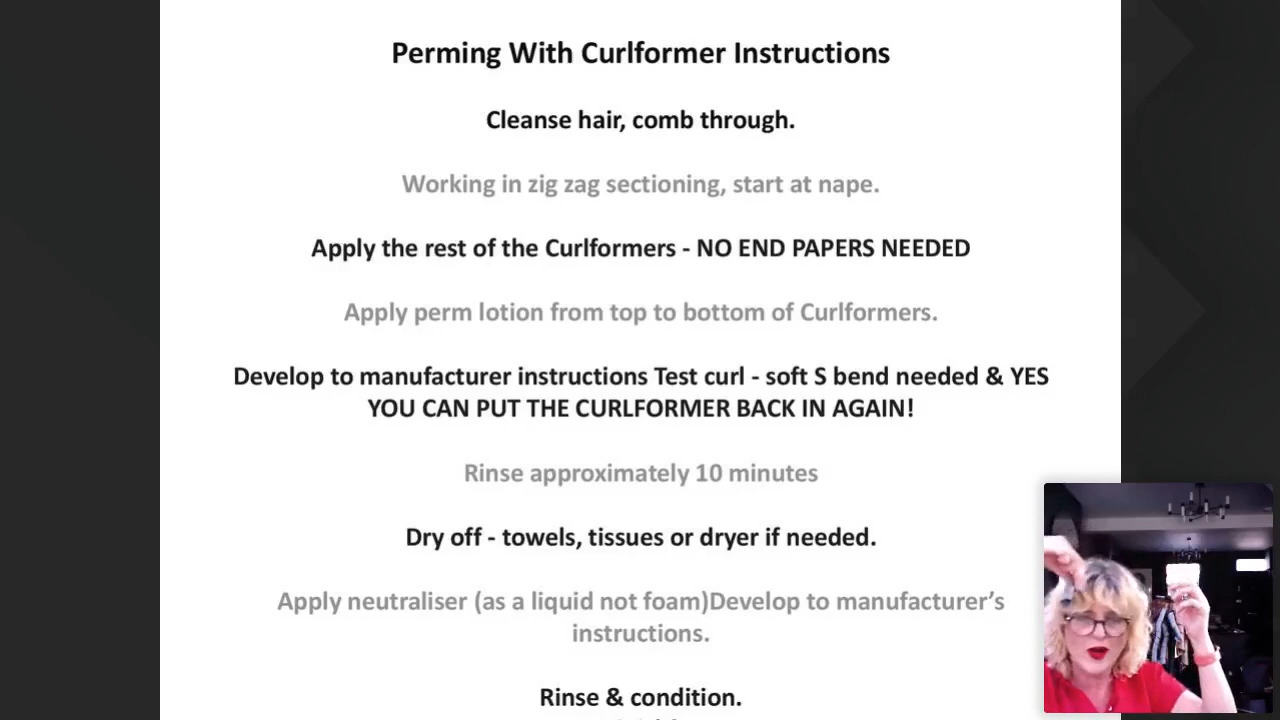 Perming With Curlformer Instructions
Cleanse hair, comb through.
Working in zig zag sectioning, start at nape.
Apply the rest of the Curlformers - NO END PAPERS NEEDED
Apply perm lotion from top to bottom of Curlformers.
Develop to manufacturer instructions Test curl - soft S bend needed & YES
YOU CAN PUT THE CURLFORMER BACK IN AGAIN!
Rinse approximately 10 minutes
Dry off - towels, tissues or dryer if needed.
Apply neutraliser (as a liquid not foam)Develop to manufacturer’s
instructions.
Rinse & condition.